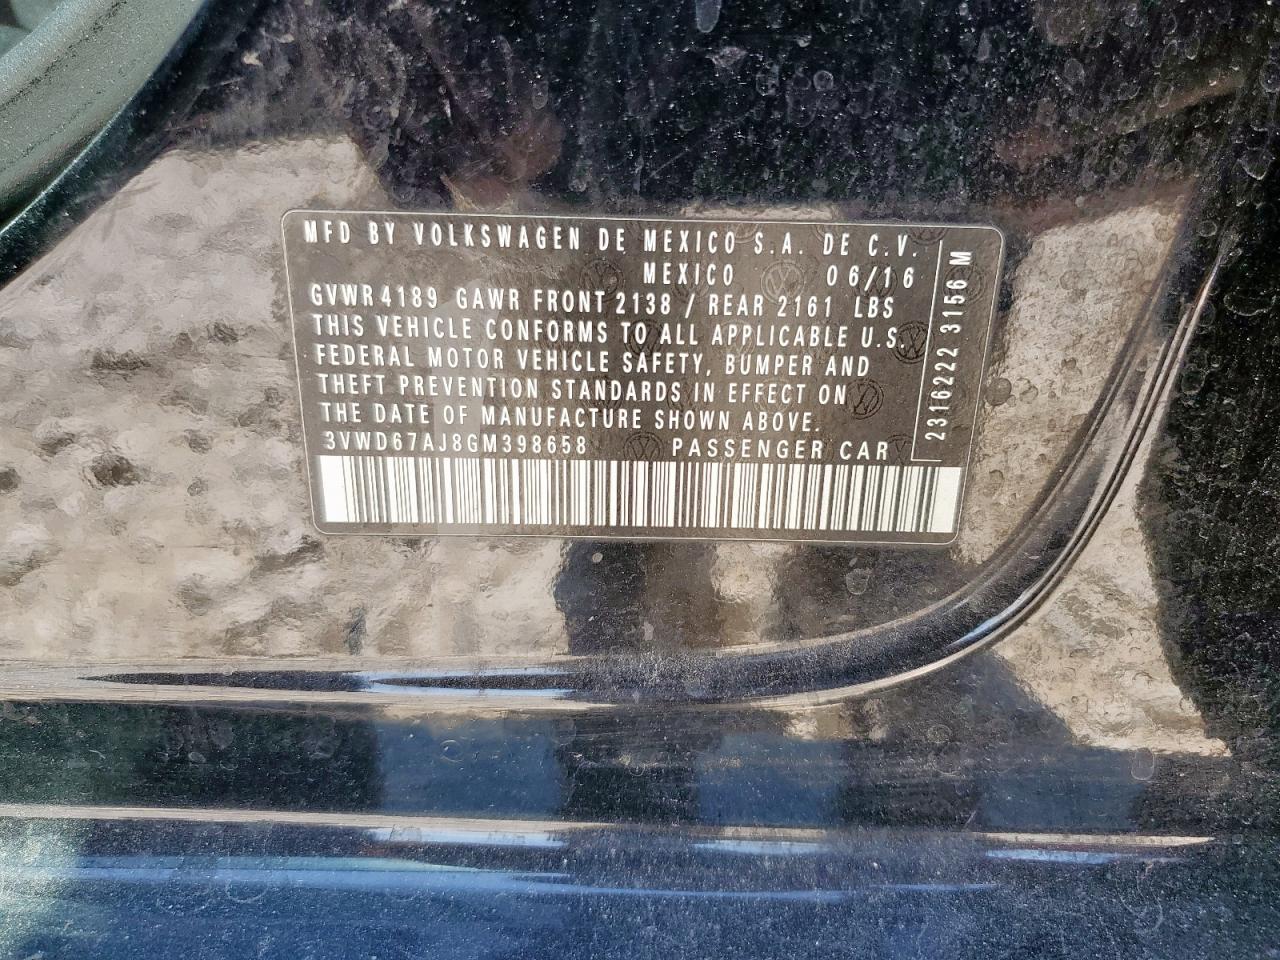 MFD BY VOLKSWAGEN DE MEXICO S.A. DE C.V.
MEXICO 06/16
GVWR 4189 GAWR FRONT 2138 / REAR 2161 LBS
THIS VEHICLE CONFORMS TO ALL APPLICABLE U.S.
FEDERAL MOTOR VEHICLE SAFETY, BUMPER AND
THEFT PREVENTION STANDARDS IN EFFECT ON
THE DATE OF MANUFACTURE SHOWN ABOVE.
3VWD67AJ8GM398658 PASSENGER CAR
2316222 3156 M